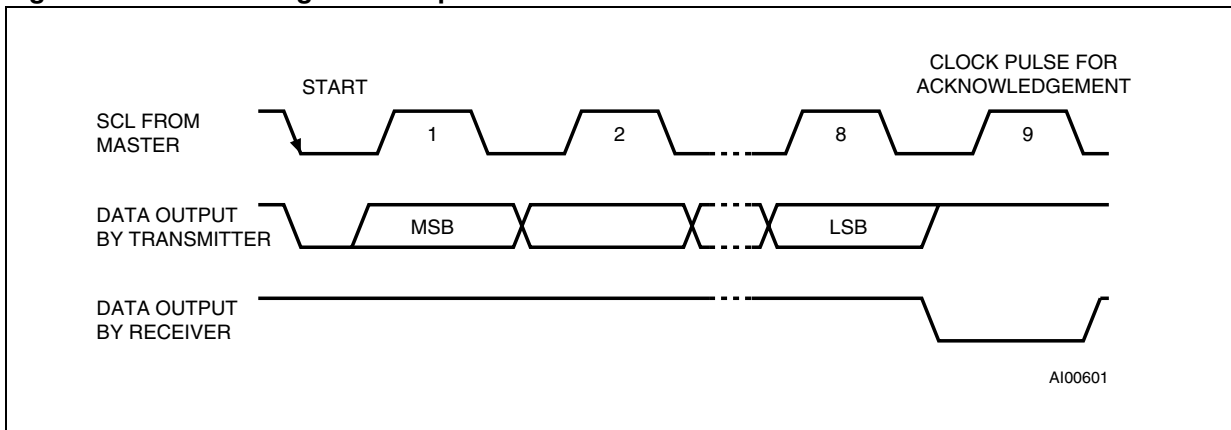 START
CLOCK PULSE FOR
ACKNOWLEDGEMENT
SCL FROM
MASTER
1
2
8
9
DATA OUTPUT
BY TRANSMITTER
MSB
LSB
DATA OUTPUT
BY RECEIVER
AI00601